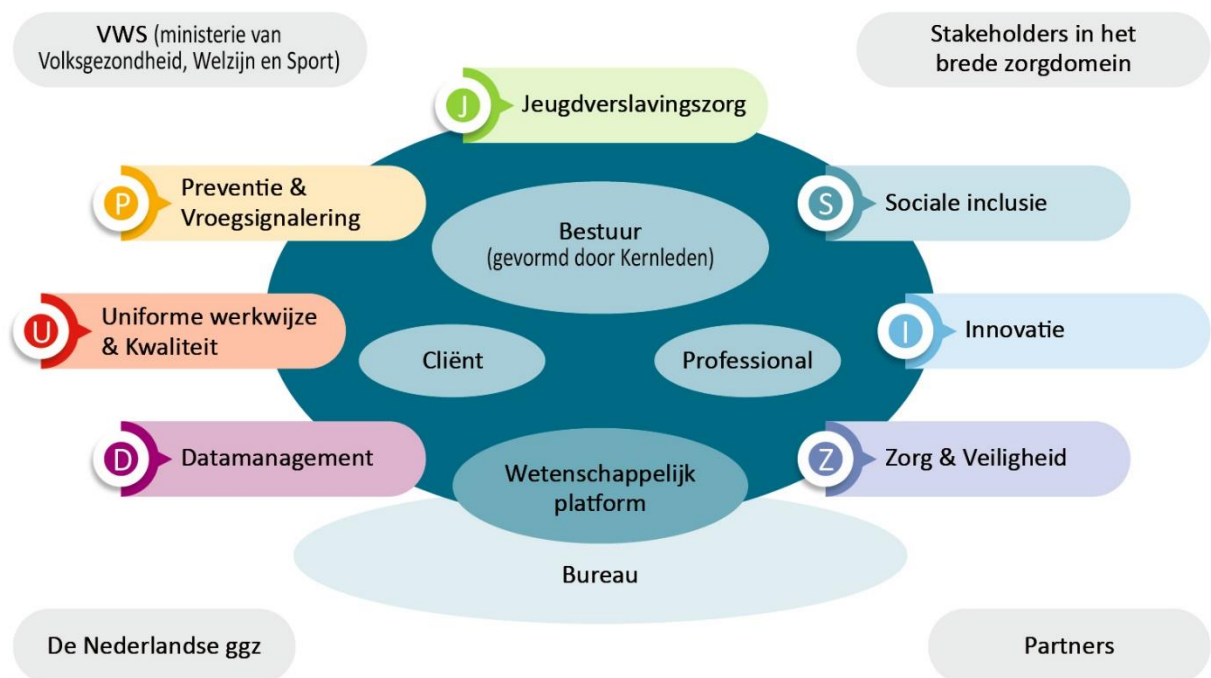 VWS (ministerie van
Volksgezondheid, Welzijn en Sport)
Stakeholders in het
brede zorgdomein
J
Jeugdverslavingszorg
P
Preventie &
Vroegsignalering
S
Sociale inclusie
Bestuur
(gevormd door Kernleden)
U
Uniforme werkwijze
& Kwaliteit
I
Innovatie
Cliënt
Professional
D
Datamanagement
Z
Zorg & Veiligheid
Wetenschappelijk
platform
Bureau
De Nederlandse ggz
Partners